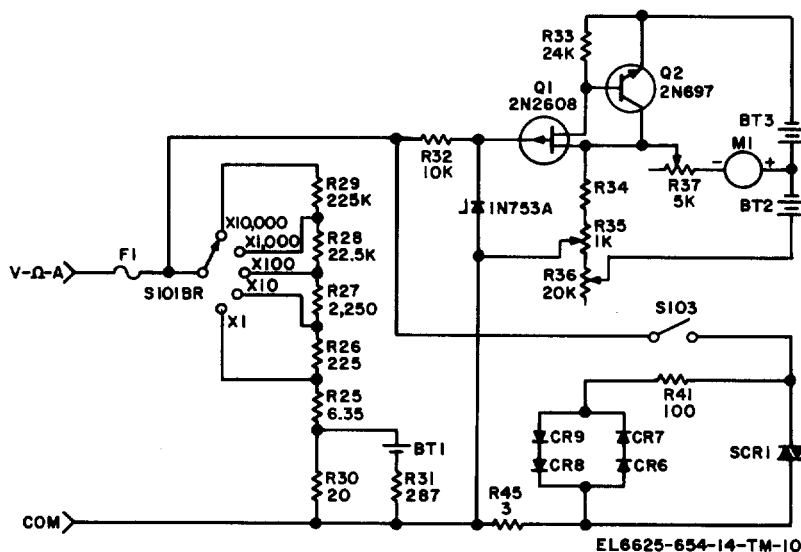 R33
24K
Q2
2N697
Q1
2N2608
BT3
M1
- +
R32
10K
R37
5K
BT2
R29
225K
R34
1N753A
X10,000
X1,000
R28
22.5K
R35
1K
V-Ω-A
F1
X100
S101BR
X10
R27
2,250
R36
20K
X1
S103
R26
225
R25
6.35
R41
100
BT1
CR9
CR7
CR8
CR6
SCR1
R30
20
R31
287
R45
3
COM
EL6625-654-14-TM-10